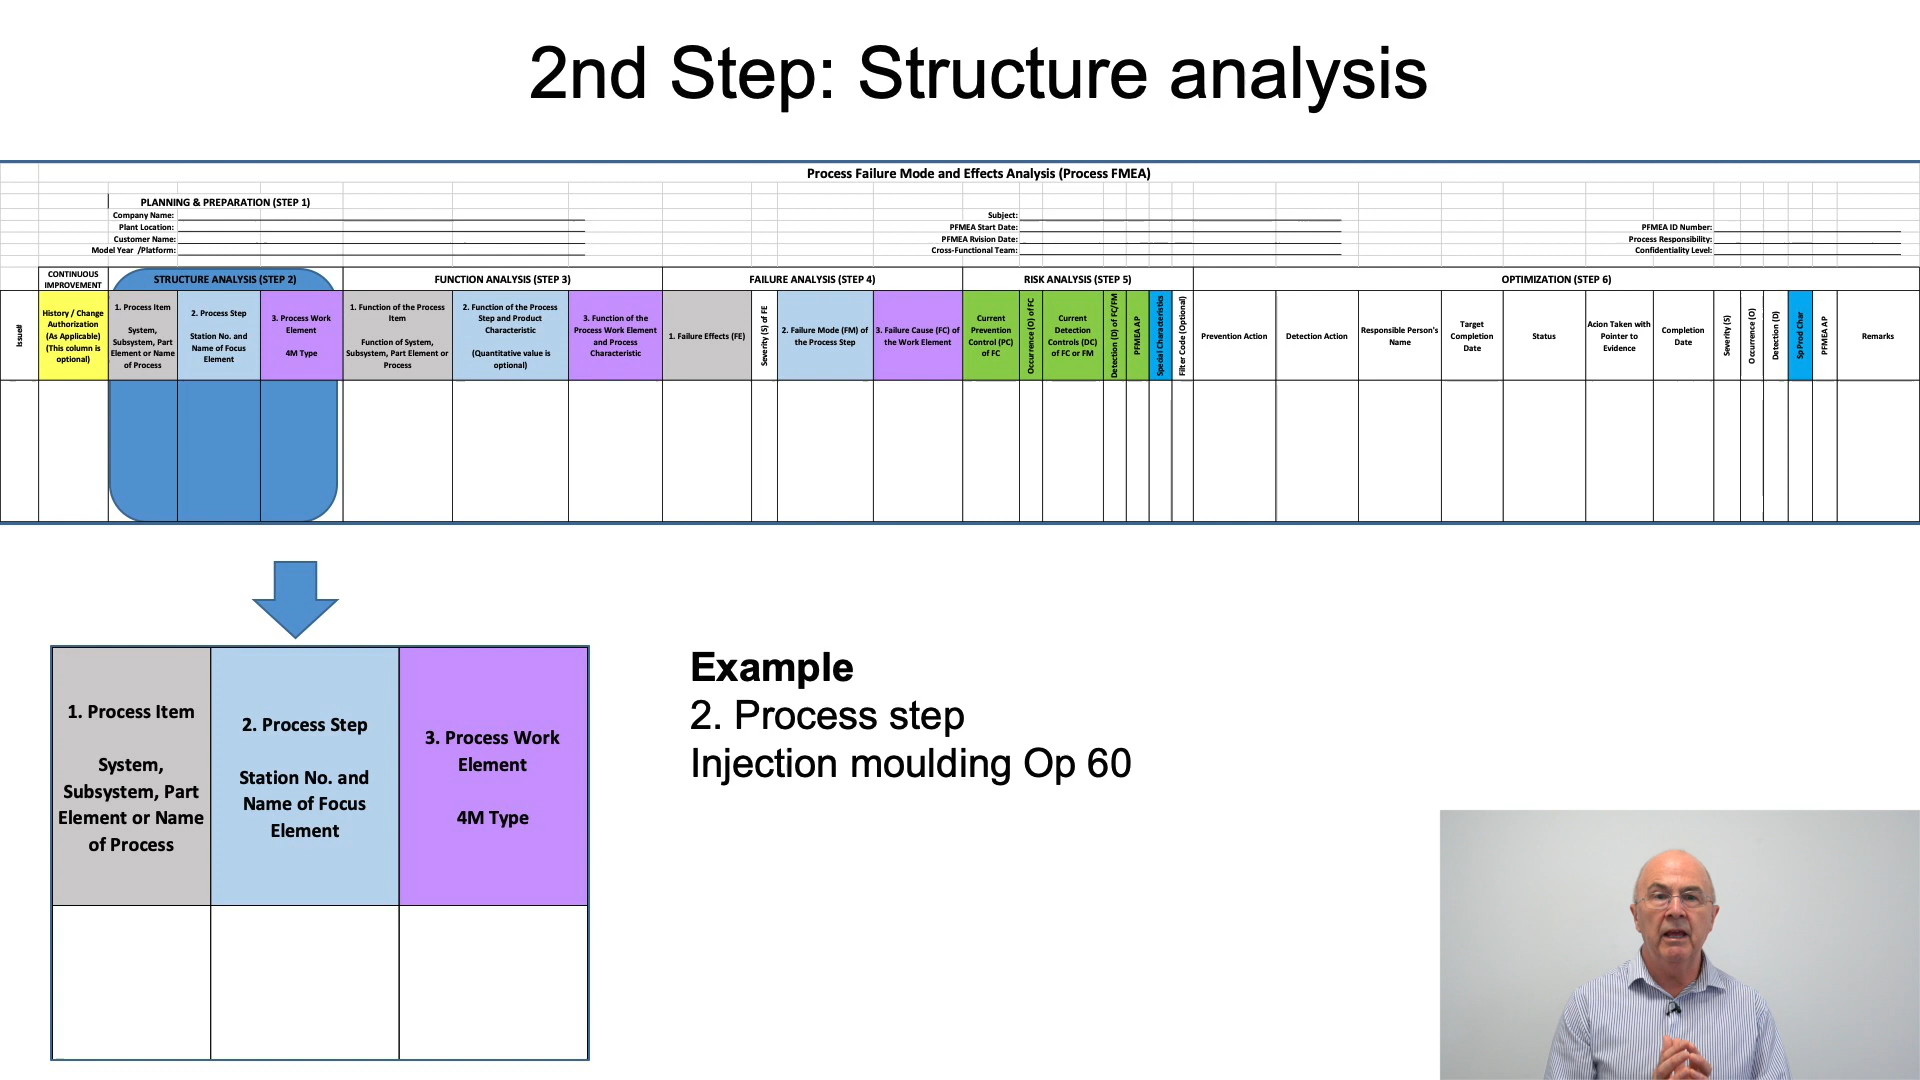 2nd Step: Structure analysis
Process Failure Mode and Effects Analysis (Process FMEA)
PLANNING & PREPARATION (STEP 1)
Company Name:
Plant Location:
Customer Name:
Model Year /Platform:
Subject:
PFMEA Start Date:
PFMEA Rvision Date:
Cross-Functional Team:
PFMEA ID Number:
Process Responsibility:
Confidentiality Level:
CONTINUOUS
IMPROVEMENT
STRUCTURE ANALYSIS (STEP 2)
FUNCTION ANALYSIS (STEP 3)
FAILURE ANALYSIS (STEP 4)
RISK ANALYSIS (STEP 5)
OPTIMIZATION (STEP 6)
Issue#
History / Change
Authorization
(As Applicable)
(This column is
optional)
1. Process Item
System,
Subsystem, Part
Element or Name
of Process
2. Process Step
Station No. and
Name of Focus
Element
3. Process Work
Element
4M Type
1. Function of the Process
Item
Function of System,
Subsystem, Part Element or
Process
2. Function of the Process
Step and Product
Characteristic
(Quantitative value is
optional)
3. Function of the
Process Work Element
and Process
Characteristic
1. Failure Effects (FE)
Severity (S) of FE
2. Failure Mode (FM) of
the Process Step
3. Failure Cause (FC) of
the Work Element
Current
Prevention
Control (PC)
of FC
Occurrence (O) of FC
Current
Detection
Controls (DC)
of FC or FM
Detection (D) of FC/FM
PFMEA AP
Special Characteristics
Filter Code (Optional)
Prevention Action
Detection Action
Responsible Person's
Name
Target
Completion
Date
Status
Acion Taken with
Pointer to
Evidence
Completion
Date
Severity (S)
Occurrence (O)
Detection (D)
Sp Prod Char
PFMEA AP
Remarks
1. Process Item
System,
Subsystem, Part
Element or Name
of Process
2. Process Step
Station No. and
Name of Focus
Element
3. Process Work
Element
4M Type
Example
2. Process step
Injection moulding Op 60